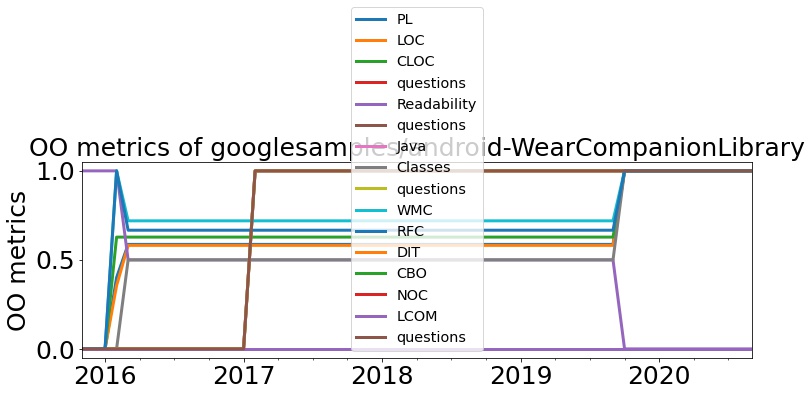 PL
LOC
CLOC
questions
Readability
questions
Java
Classes
questions
WMC
RFC
DIT
CBO
NOC
LCOM
questions
OO metrics of googlesamples/android-WearCompanionLibrary
OO metrics
1.0
0.5
0.0
2016 2017 2018 2019 2020